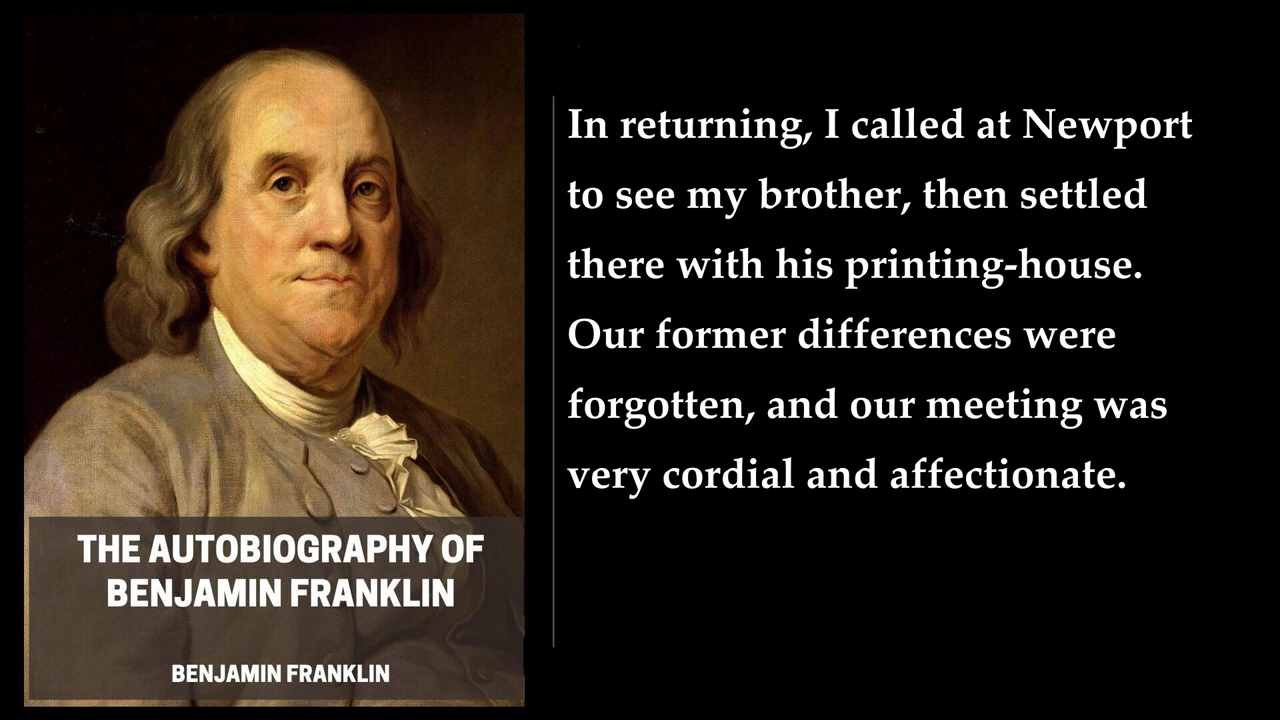 THE AUTOBIOGRAPHY OF
BENJAMIN FRANKLIN
BENJAMIN FRANKLIN
In returning, I called at Newport
to see my brother, then settled
there with his printing-house.
Our former differences were
forgotten, and our meeting was
very cordial and affectionate.